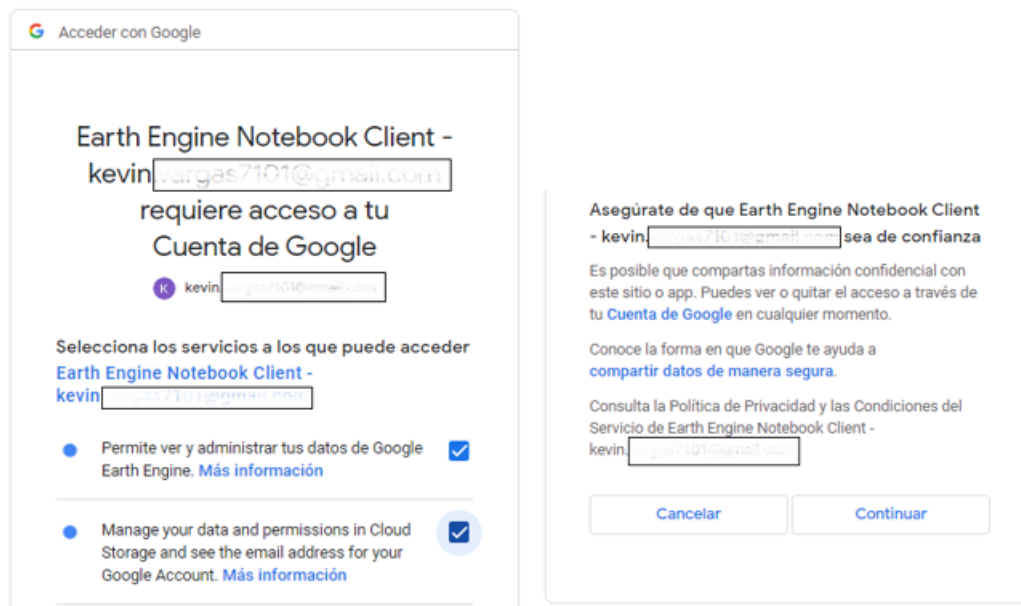 Acceder con Google
Earth Engine Notebook Client -
kevin
requiere acceso a tu
Cuenta de Google
K kevin
Selecciona los servicios a los que puede acceder
Earth Engine Notebook Client -
kevin
Permite ver y administrar tus datos de Google
Earth Engine. Más información
Manage your data and permissions in Cloud
Storage and see the email address for your
Google Account. Más información
Asegúrate de que Earth Engine Notebook Client
- kevin. sea de confianza
Es posible que compartas información confidencial con
este sitio o app. Puedes ver o quitar el acceso a través de
tu Cuenta de Google en cualquier momento.
Conoce la forma en que Google te ayuda a
compartir datos de manera segura.
Consulta la Política de Privacidad y las Condiciones del
Servicio de Earth Engine Notebook Client -
kevin.
Cancelar
Continuar